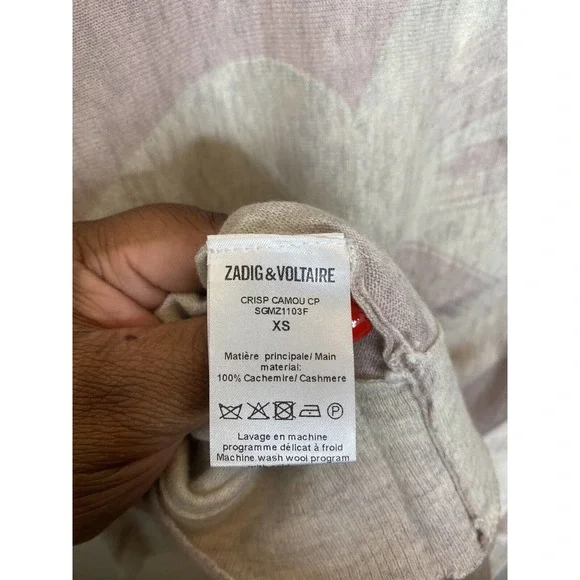 ZADIG & VOLTAIRE
CRISP CAMOU CP
SGMZ1103F
XS
Matière principale/ Main
material:
100% Cachemire/ Cashmere
P
Lavage en machine
programme délicat à froid
Machine wash wool program